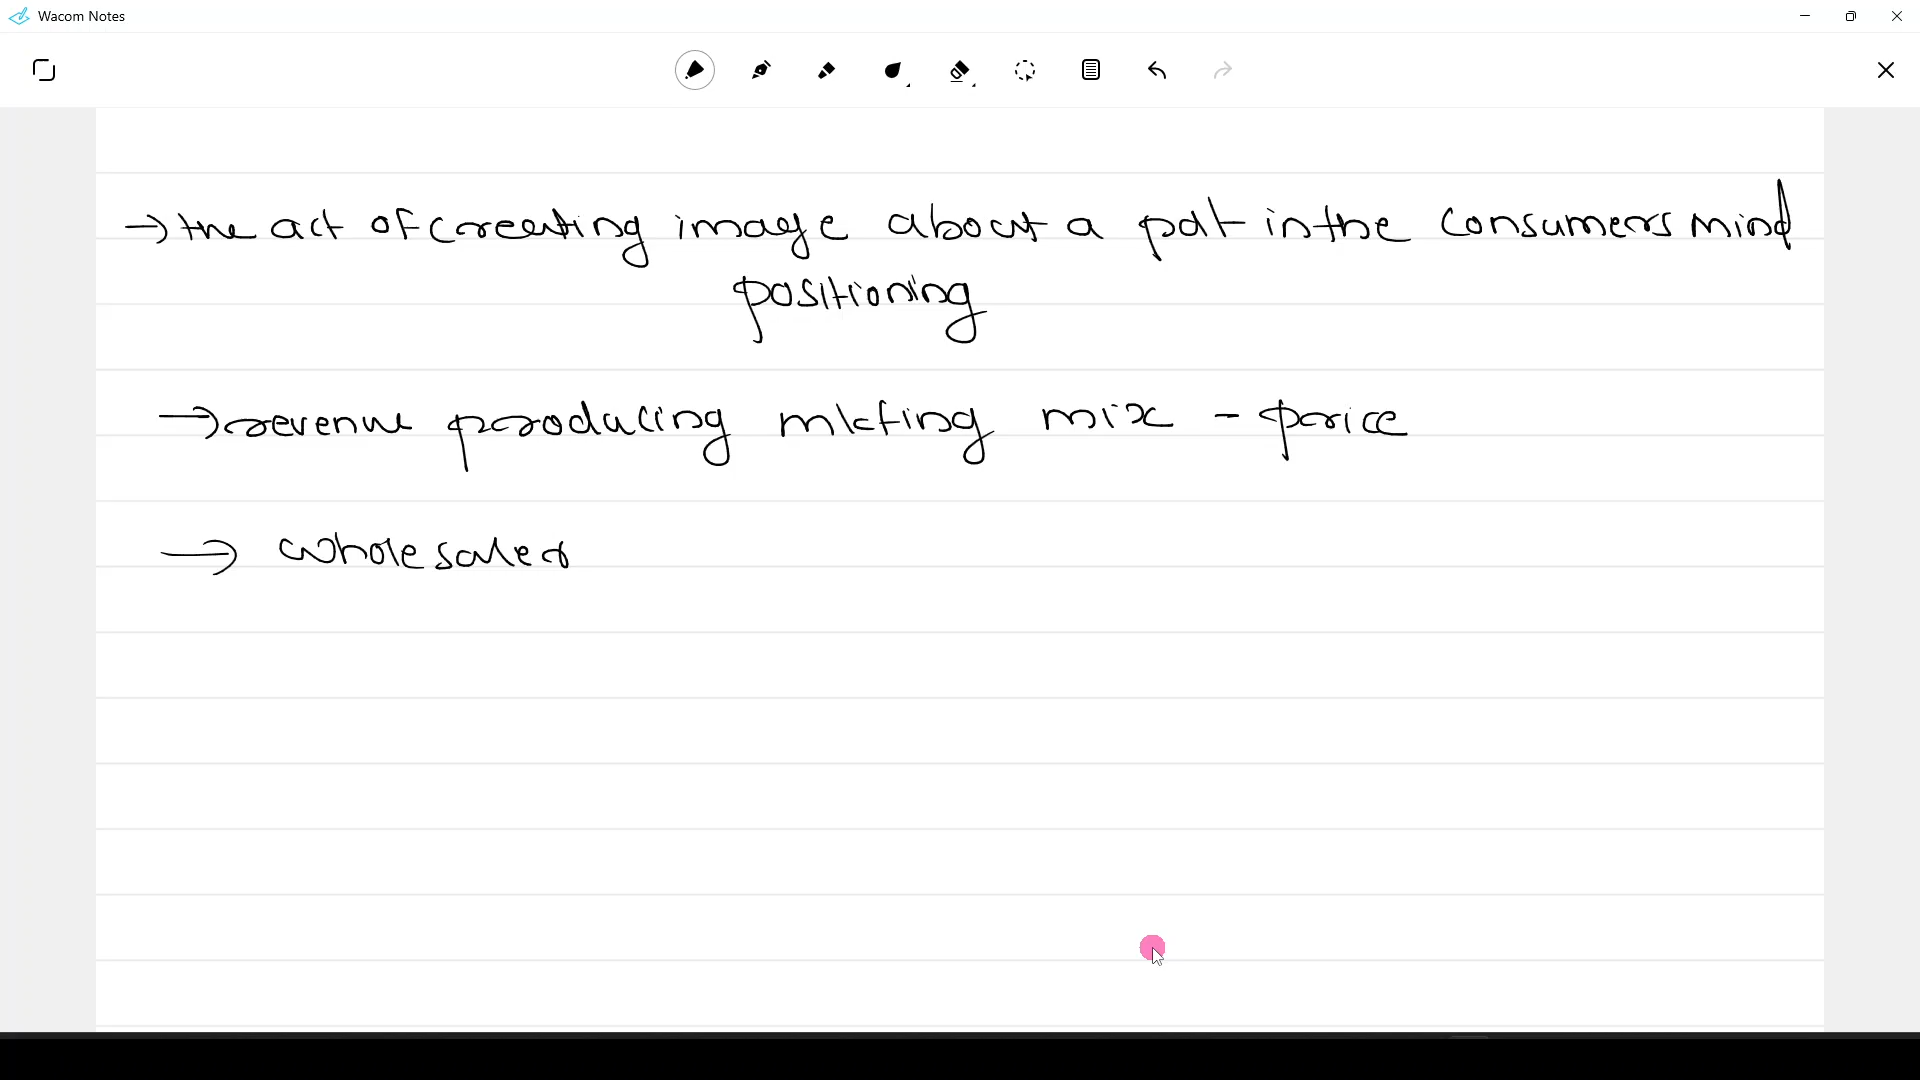 Wacom Notes
→ the act of creating image about a pdt in the consumers mind
positioning
→ revenue producing mkting mix - price
→ wholesaler